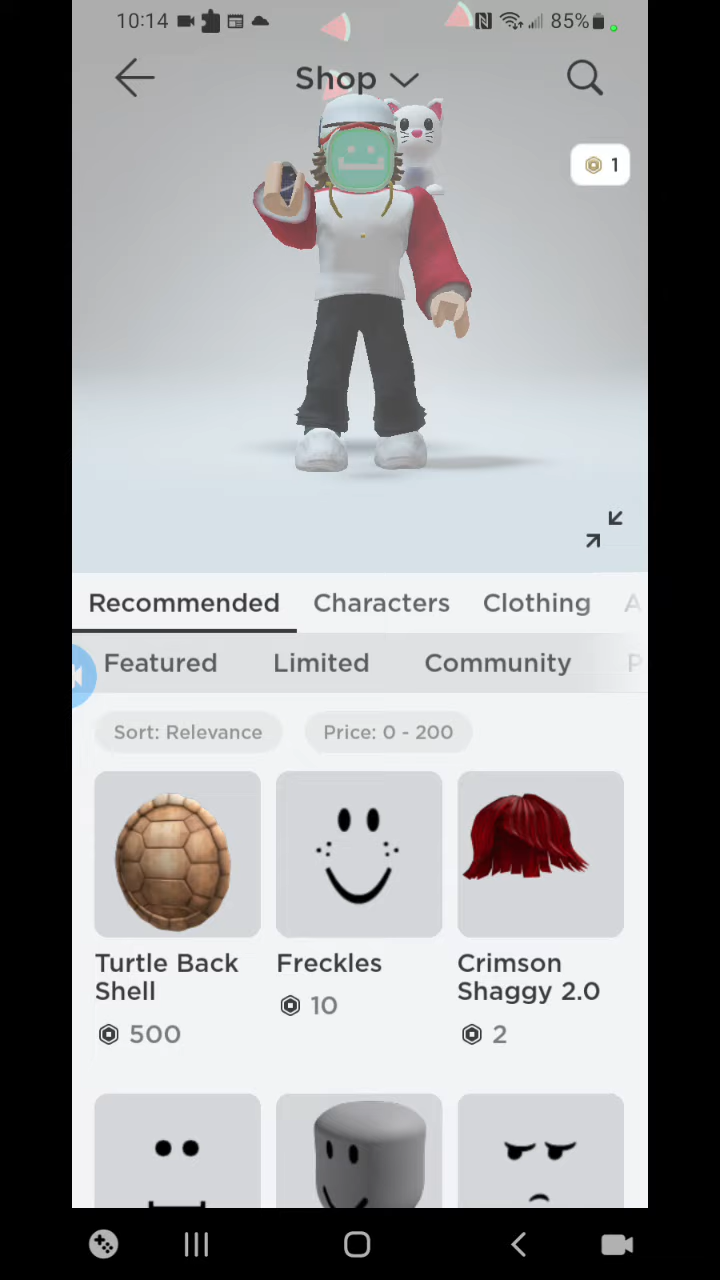 10:14
85%
Shop
1
Recommended Characters Clothing A
Featured Limited Community P
Sort: Relevance Price: 0 - 200
Turtle Back Shell
500
Freckles
10
Crimson Shaggy 2.0
2